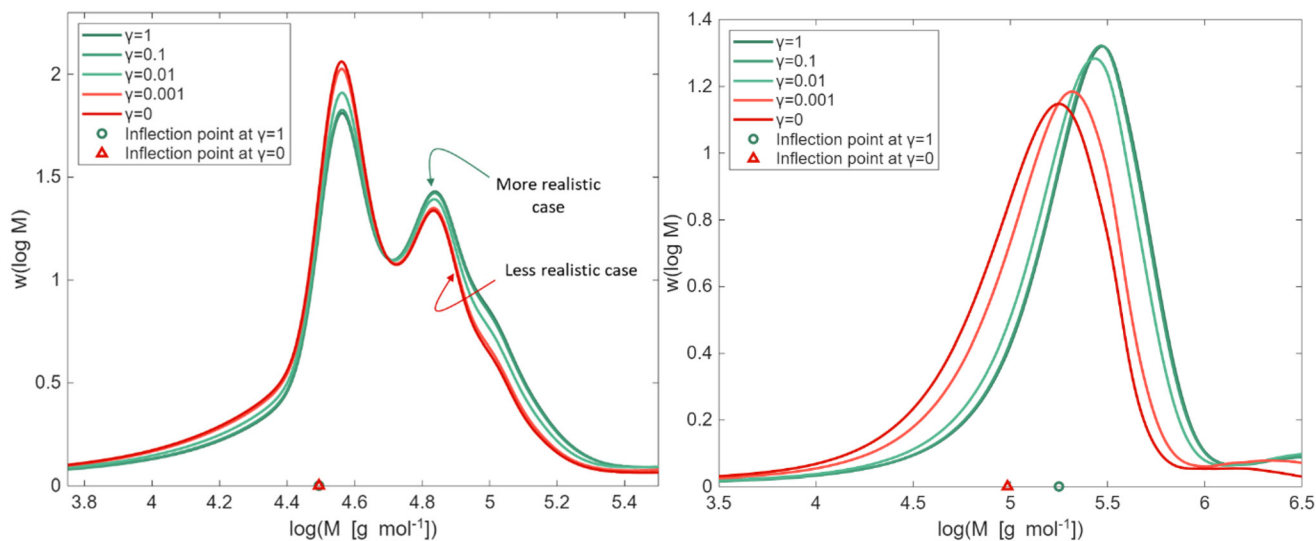 γ=1
γ=0.1
γ=0.01
γ=0.001
γ=0
Inflection point at γ=1
Inflection point at γ=0
More realistic
case
Less realistic case
w(log M)
2
1.5
1
0.5
0
3.8 4 4.2 4.4 4.6 4.8 5 5.2 5.4
log(M [g mol⁻¹])
γ=1
γ=0.1
γ=0.01
γ=0.001
γ=0
Inflection point at γ=1
Inflection point at γ=0
w(log M)
1.4
1.2
1
0.8
0.6
0.4
0.2
0
3.5 4 4.5 5 5.5 6 6.5
log(M [g mol⁻¹])